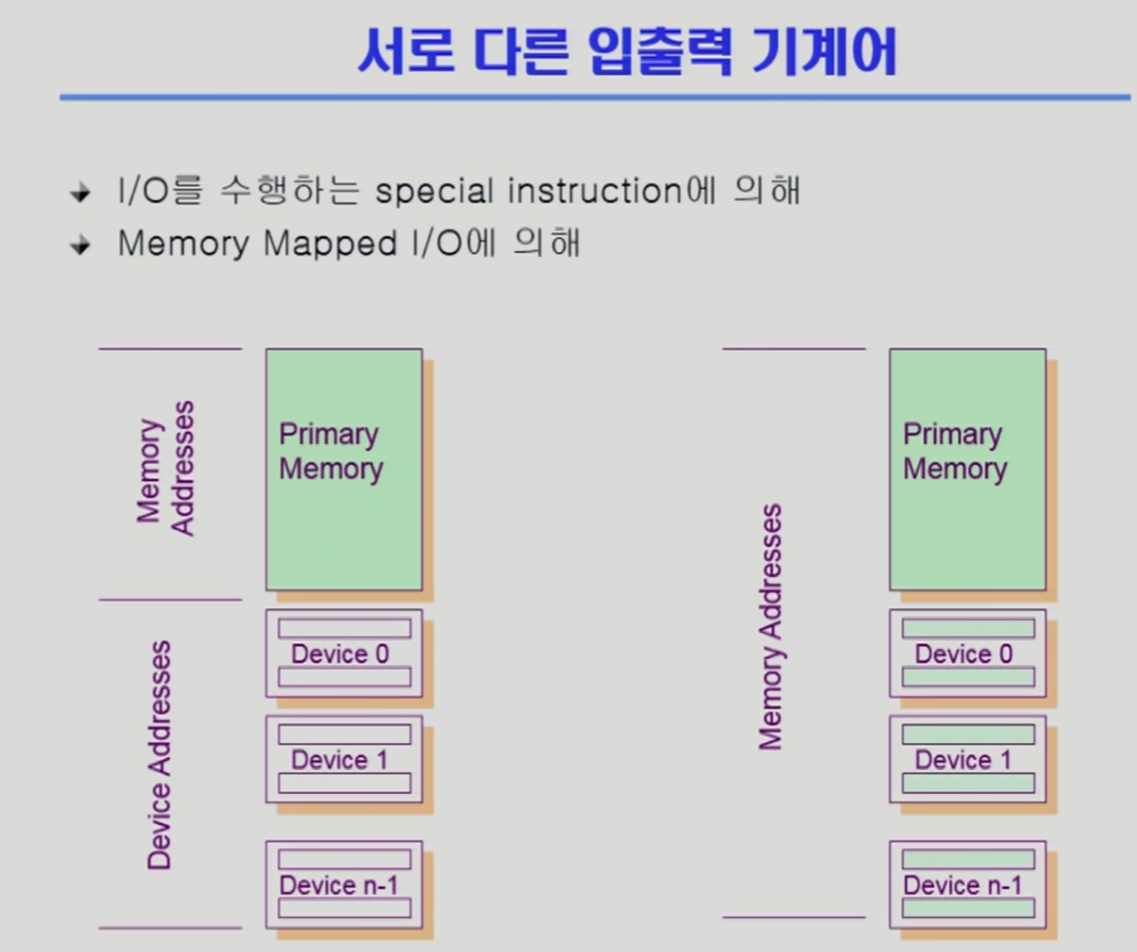 서로 다른 입출력 기계어
I/O를 수행하는 special instruction에 의해
Memory Mapped I/O에 의해
Memory
Addresses
Primary
Memory
Device Addresses
Device 0
Device 1
Device n-1
Memory Addresses
Primary
Memory
Device 0
Device 1
Device n-1